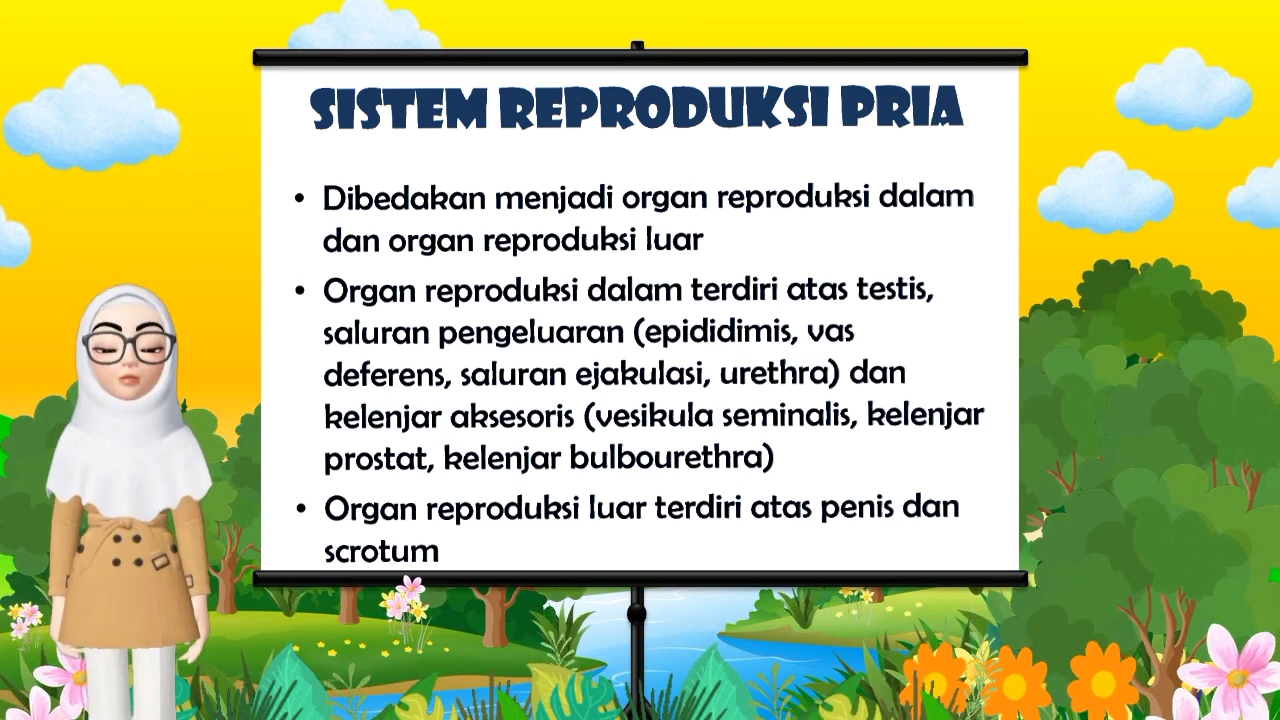 SISTEM REPRODUKSI PRIA
• Dibedakan menjadi organ reproduksi dalam
dan organ reproduksi luar
• Organ reproduksi dalam terdiri atas testis,
saluran pengeluaran (epididimis, vas
deferens, saluran ejakulasi, urethra) dan
kelenjar aksesoris (vesikula seminalis, kelenjar
prostat, kelenjar bulbourethra)
• Organ reproduksi luar terdiri atas penis dan
scrotum